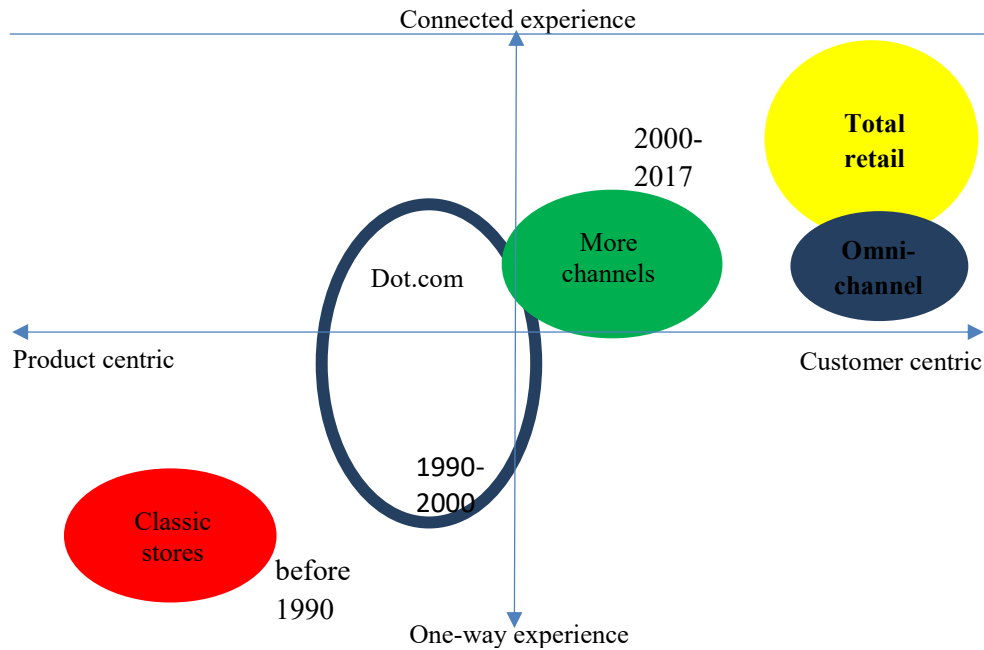 Connected experience
Total
retail
2000-
2017
More
channels
Omni-
channel
Dot.com
Product centric
Customer centric
1990-
2000
Classic
stores
before
1990
One-way experience